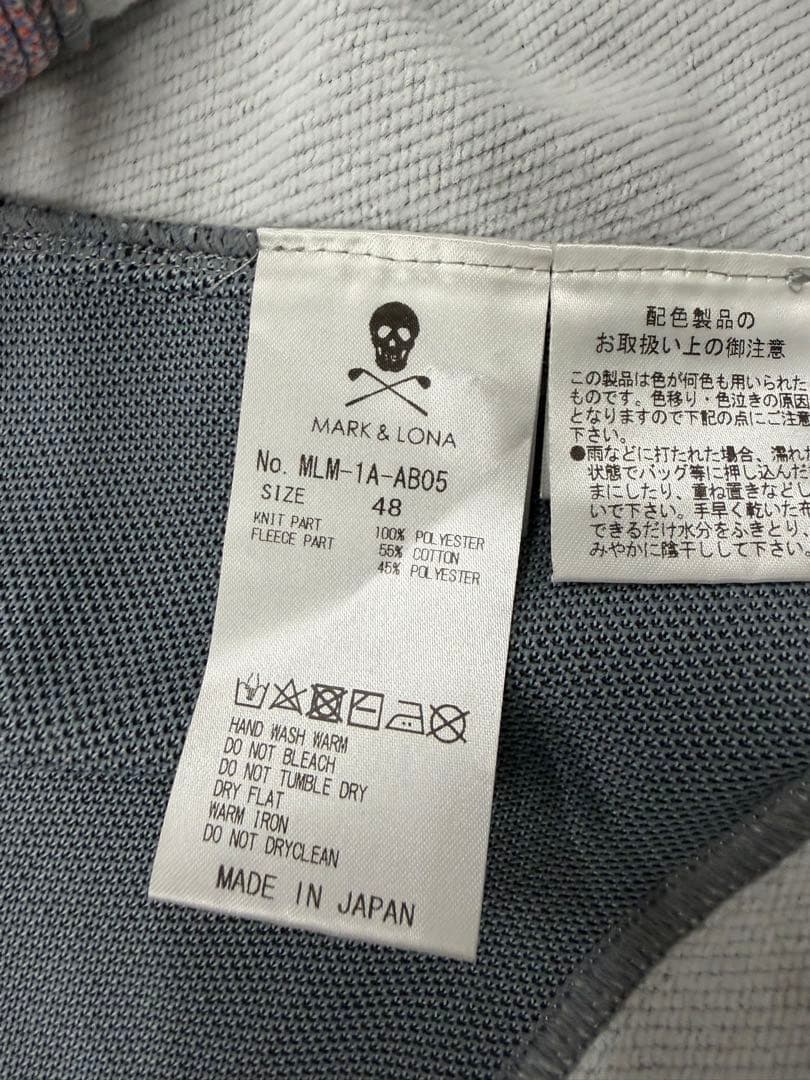 MARK & LONA
No. MLM-1A-AB05
SIZE 48
KNIT PART 100% POLYESTER
FLEECE PART 55% COTTON
45% POLYESTER
HAND WASH WARM
DO NOT BLEACH
DO NOT TUMBLE DRY
DRY FLAT
WARM IRON
DO NOT DRYCLEAN
MADE IN JAPAN
配色製品の
お取扱い上の御注意
この製品は色が何色も用いられた
ものです。色移り・色泣きの原因
となりますので下記の点にご注意
下さい。
●雨などに打たれた場合、濡れた
状態でバッグ等に押し込んだ
まにしたり、重ね置きなどし
いで下さい。手早く乾いた布
できるだけ水分をふきとり、
みやかに陰干しして下さい。